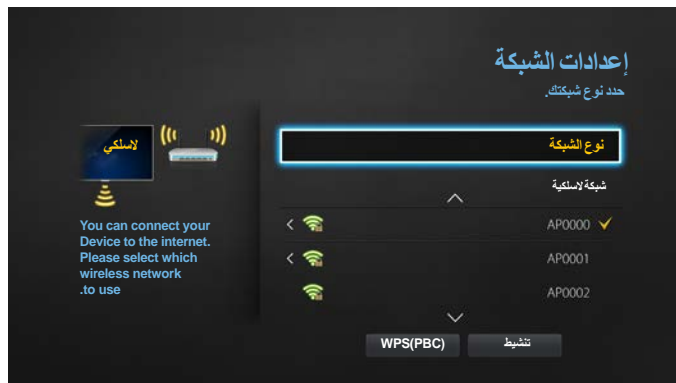 إعدادات الشبكة
حدد نوع شبكتك.
نوع الشبكة
شبكة لاسلكية
AP0000
AP0001
AP0002
تنشيط
WPS(PBC)
لاسلكي
You can connect your
Device to the internet.
Please select which
wireless network
.to use